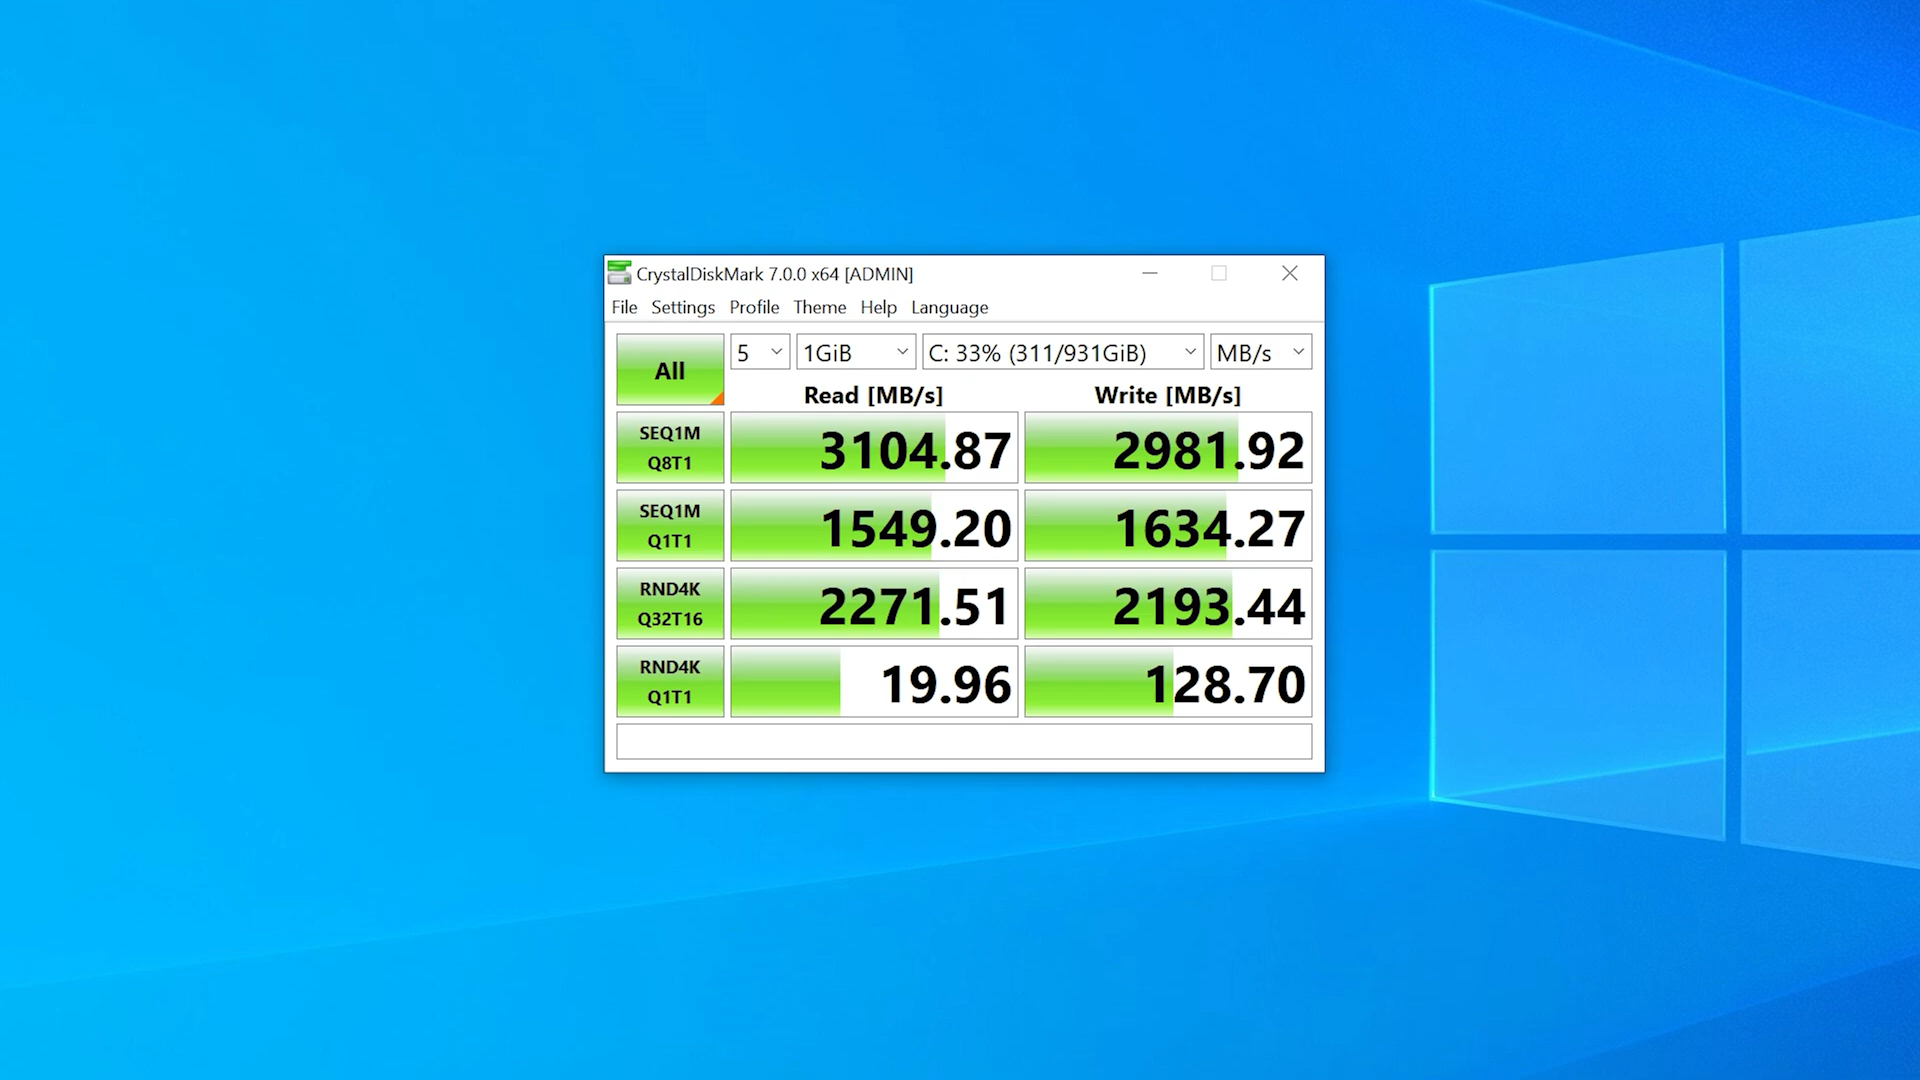 CrystalDiskMark 7.0.0 x64 [ADMIN]
File Settings Profile Theme Help Language
All 5 1GiB C: 33% (311/931GiB) MB/s
Read [MB/s] Write [MB/s]
SEQ1M
Q8T1
3104.87 2981.92
SEQ1M
Q1T1
1549.20 1634.27
RND4K
Q32T16
2271.51 2193.44
RND4K
Q1T1
19.96 128.70